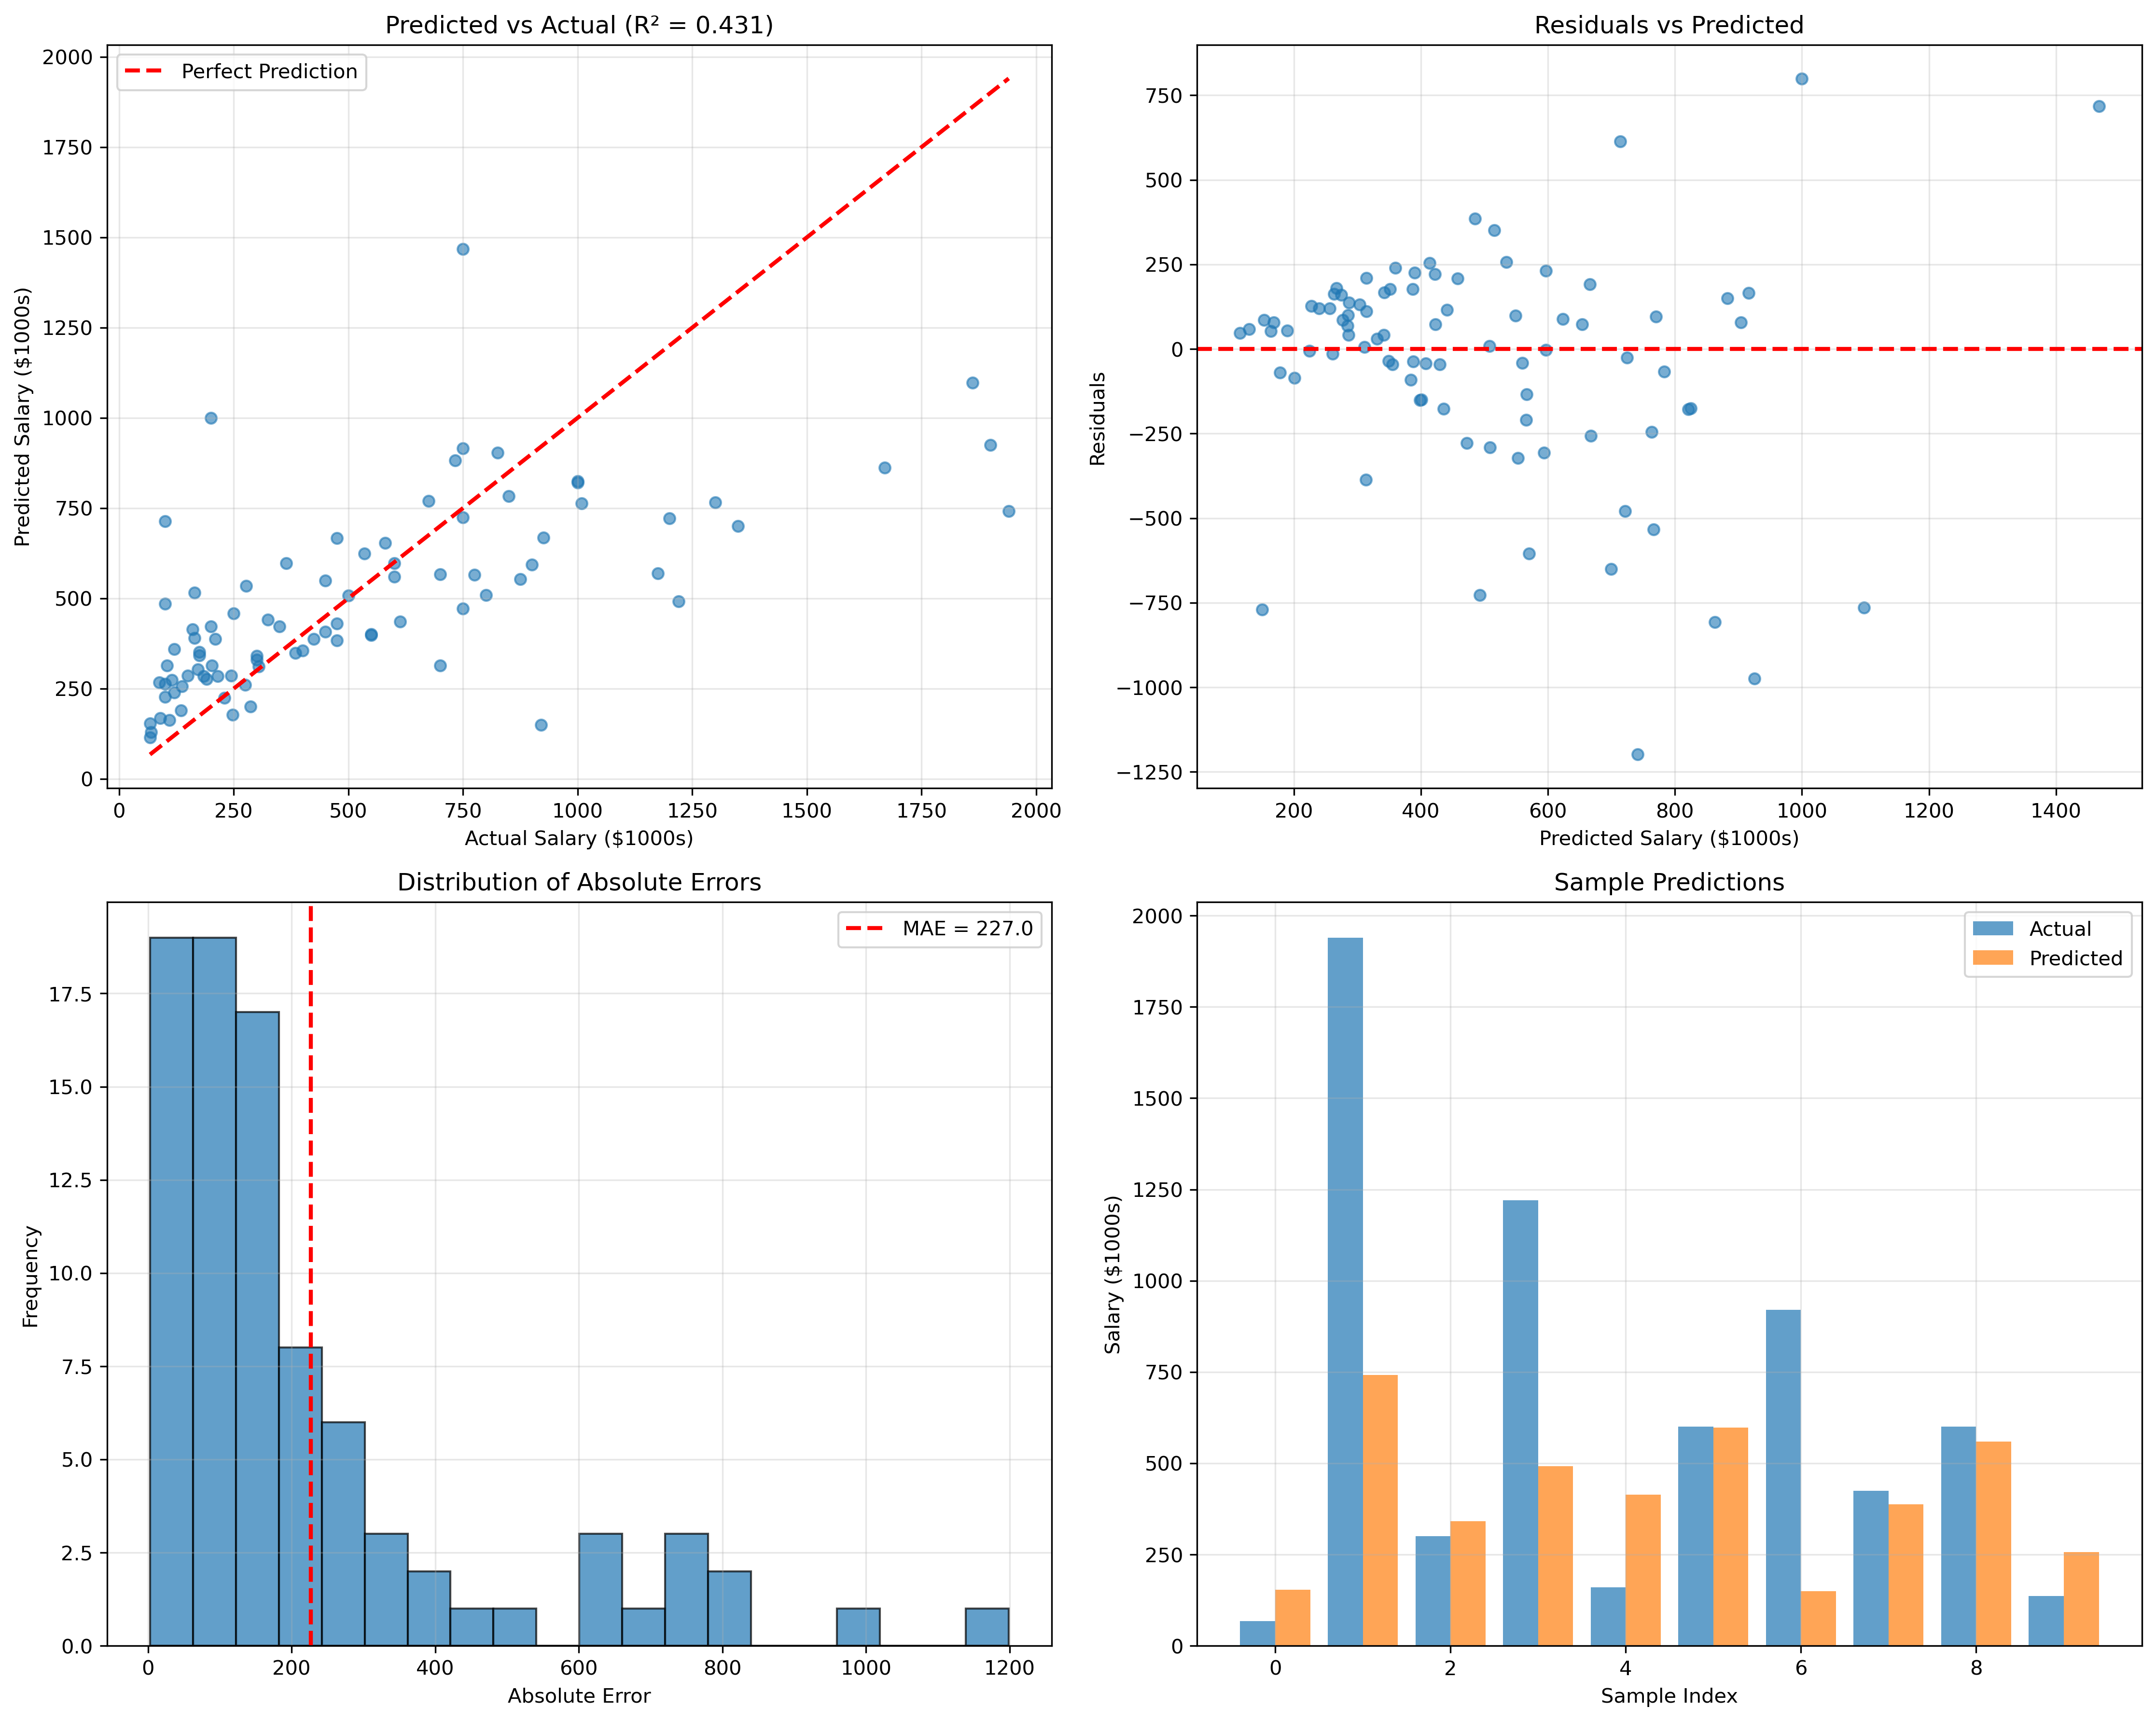 Predicted vs Actual (R² = 0.431)
Perfect Prediction
2000
1750
1500
1250
1000
750
500
250
0
Predicted Salary ($1000s)
0 250 500 750 1000 1250 1500 1750 2000
Actual Salary ($1000s)
Residuals vs Predicted
750
500
250
0
−250
−500
−750
−1000
−1250
Residuals
200 400 600 800 1000 1200 1400
Predicted Salary ($1000s)
Distribution of Absolute Errors
MAE = 227.0
17.5
15.0
12.5
10.0
7.5
5.0
2.5
0.0
Frequency
0 200 400 600 800 1000 1200
Absolute Error
Sample Predictions
Actual
Predicted
2000
1750
1500
1250
1000
750
500
250
0
Salary ($1000s)
0 2 4 6 8
Sample Index